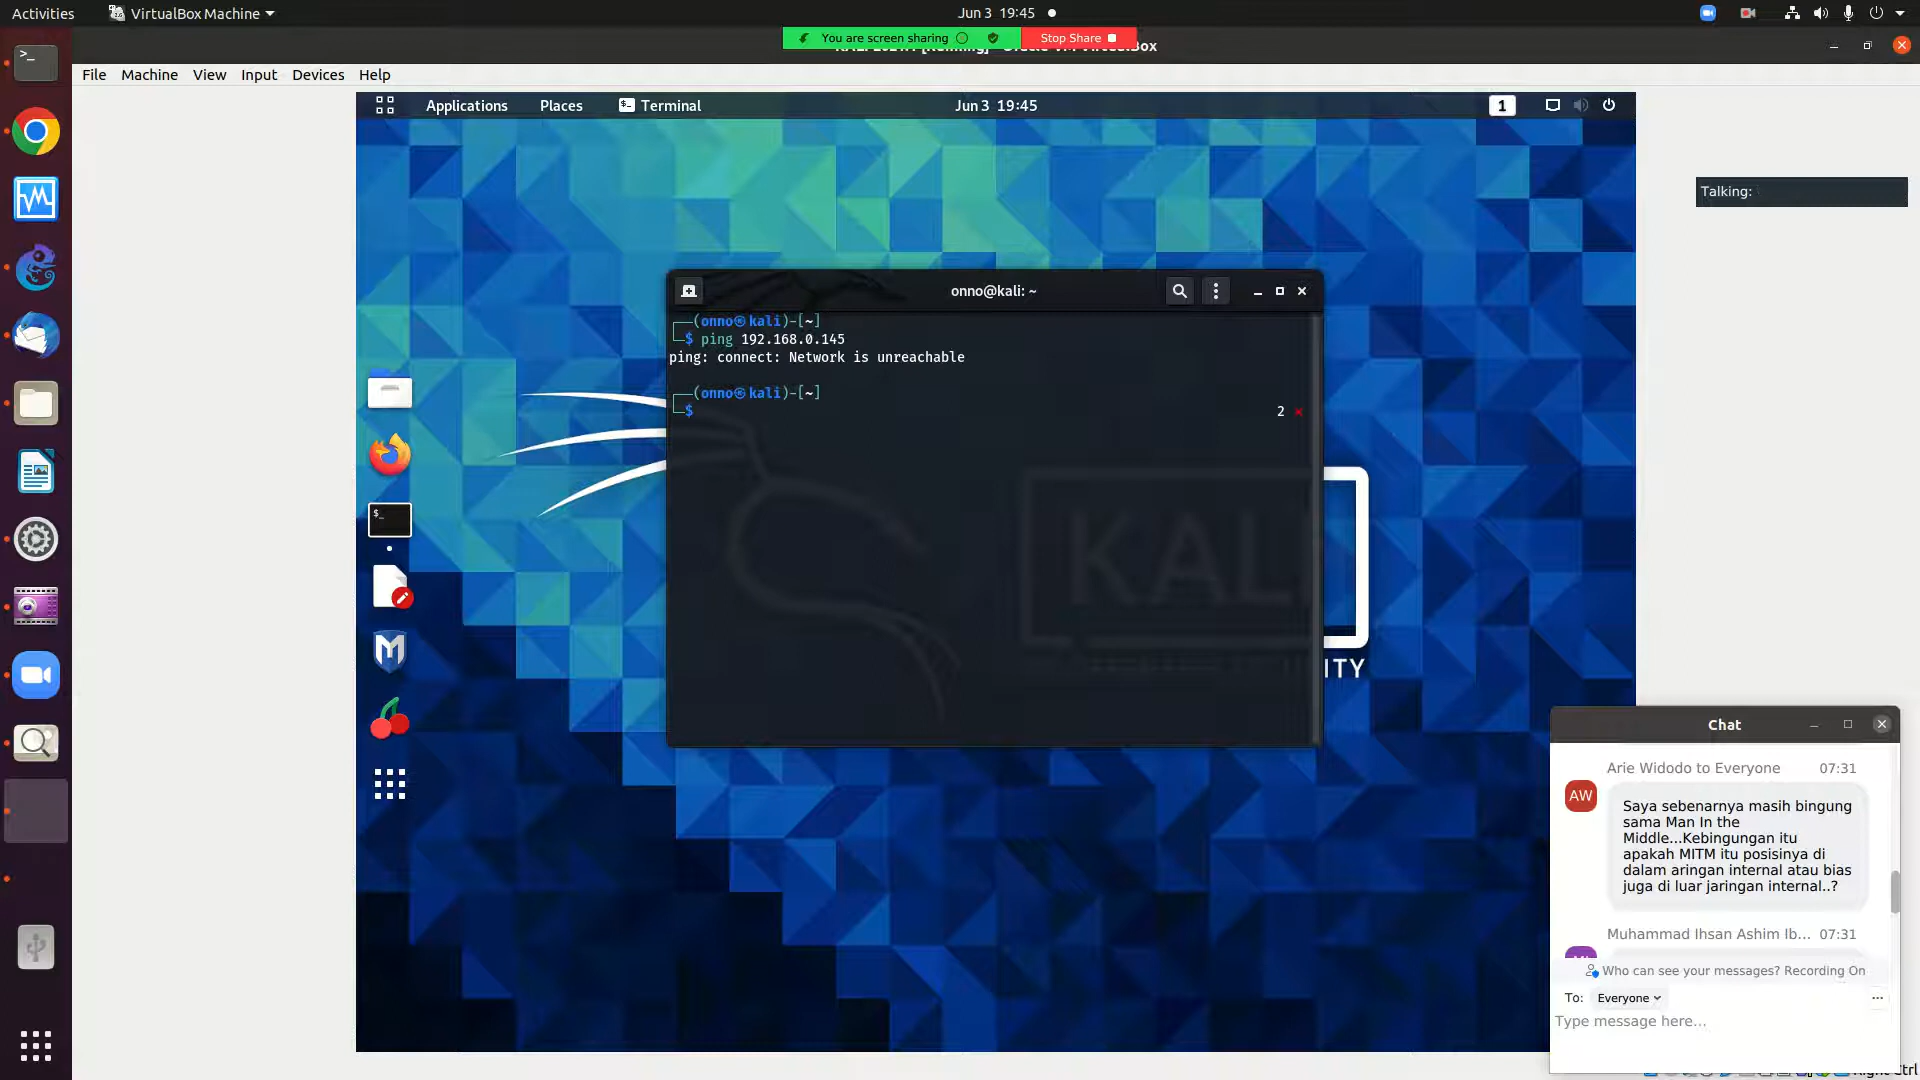 Activities
VirtualBox Machine
Jun 3 19:45
You are screen sharing
Stop Share
File Machine View Input Devices Help
Applications Places Terminal
Jun 3 19:45
1
Talking:
onno@kali: ~
(onno㉿kali)-[~]
$ ping 192.168.0.145
ping: connect: Network is unreachable
(onno㉿kali)-[~]
$
2
KALI
ITY
Chat
Arie Widodo to Everyone 07:31
AW
Saya sebenarnya masih bingung
sama Man In the
Middle...Kebingungan itu
apakah MITM itu posisinya di
dalam aringan internal atau bias
juga di luar jaringan internal..?
Muhammad Ihsan Ashim Ib... 07:31
Who can see your messages? Recording On
To: Everyone
Type message here...